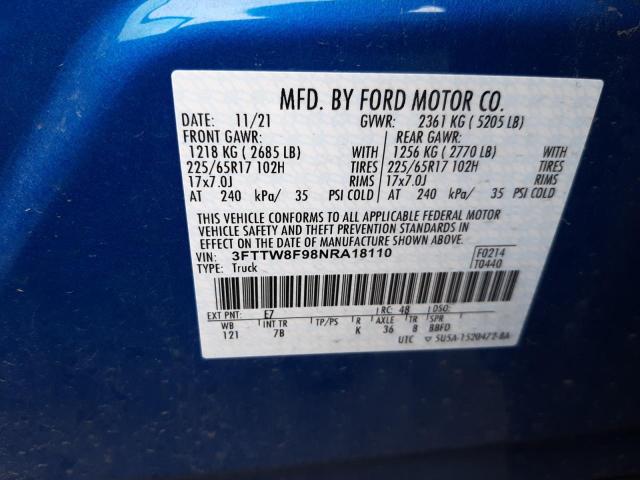 MFD. BY FORD MOTOR CO.
DATE: 11/21 GVWR: 2361 KG ( 5205 LB)
FRONT GAWR: REAR GAWR:
1218 KG ( 2685 LB) WITH 1256 KG ( 2770 LB) WITH
225/65R17 102H TIRES 225/65R17 102H TIRES
17x7.0J RIMS 17x7.0J RIMS
AT 240 kPa/ 35 PSI COLD AT 240 kPa/ 35 PSI COLD
THIS VEHICLE CONFORMS TO ALL APPLICABLE FEDERAL MOTOR
VEHICLE SAFETY AND THEFT PREVENTION STANDARDS IN
EFFECT ON THE DATE OF MANUFACTURE SHOWN ABOVE.
VIN: 3FTTW8F98NRA18110 F0214
TYPE: Truck T0440
EXT PNT: E7 RC: 48 DSO:
WB INT TR TP/PS R AXLE TR SPR
121 7B K 36 8 BBFD
UTC 5U5A-1520472-BA